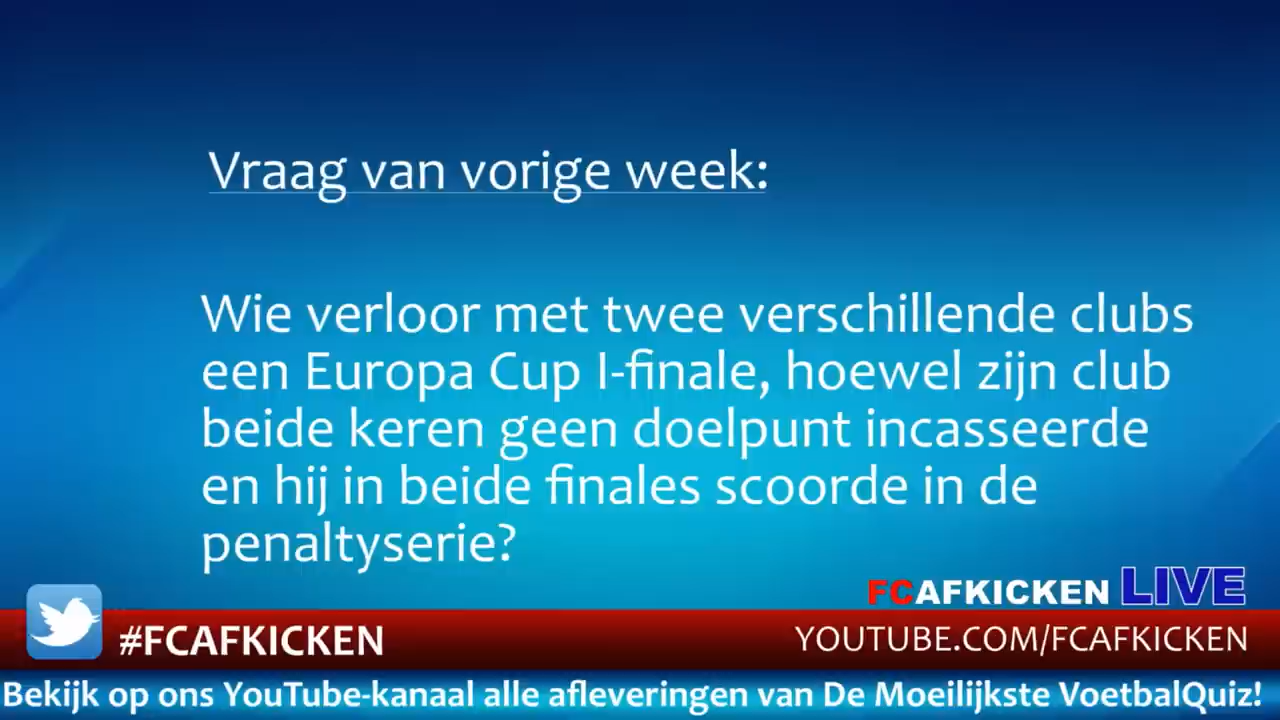 Vraag van vorige week:
Wie verloor met twee verschillende clubs
een Europa Cup I-finale, hoewel zijn club
beide keren geen doelpunt incasseerde
en hij in beide finales scoorde in de
penaltyserie?
FCAFKICKEN LIVE
#FCAFKICKEN
YOUTUBE.COM/FCAFKICKEN
Bekijk op ons YouTube-kanaal alle afleveringen van De Moeilijkste VoetbalQuiz!